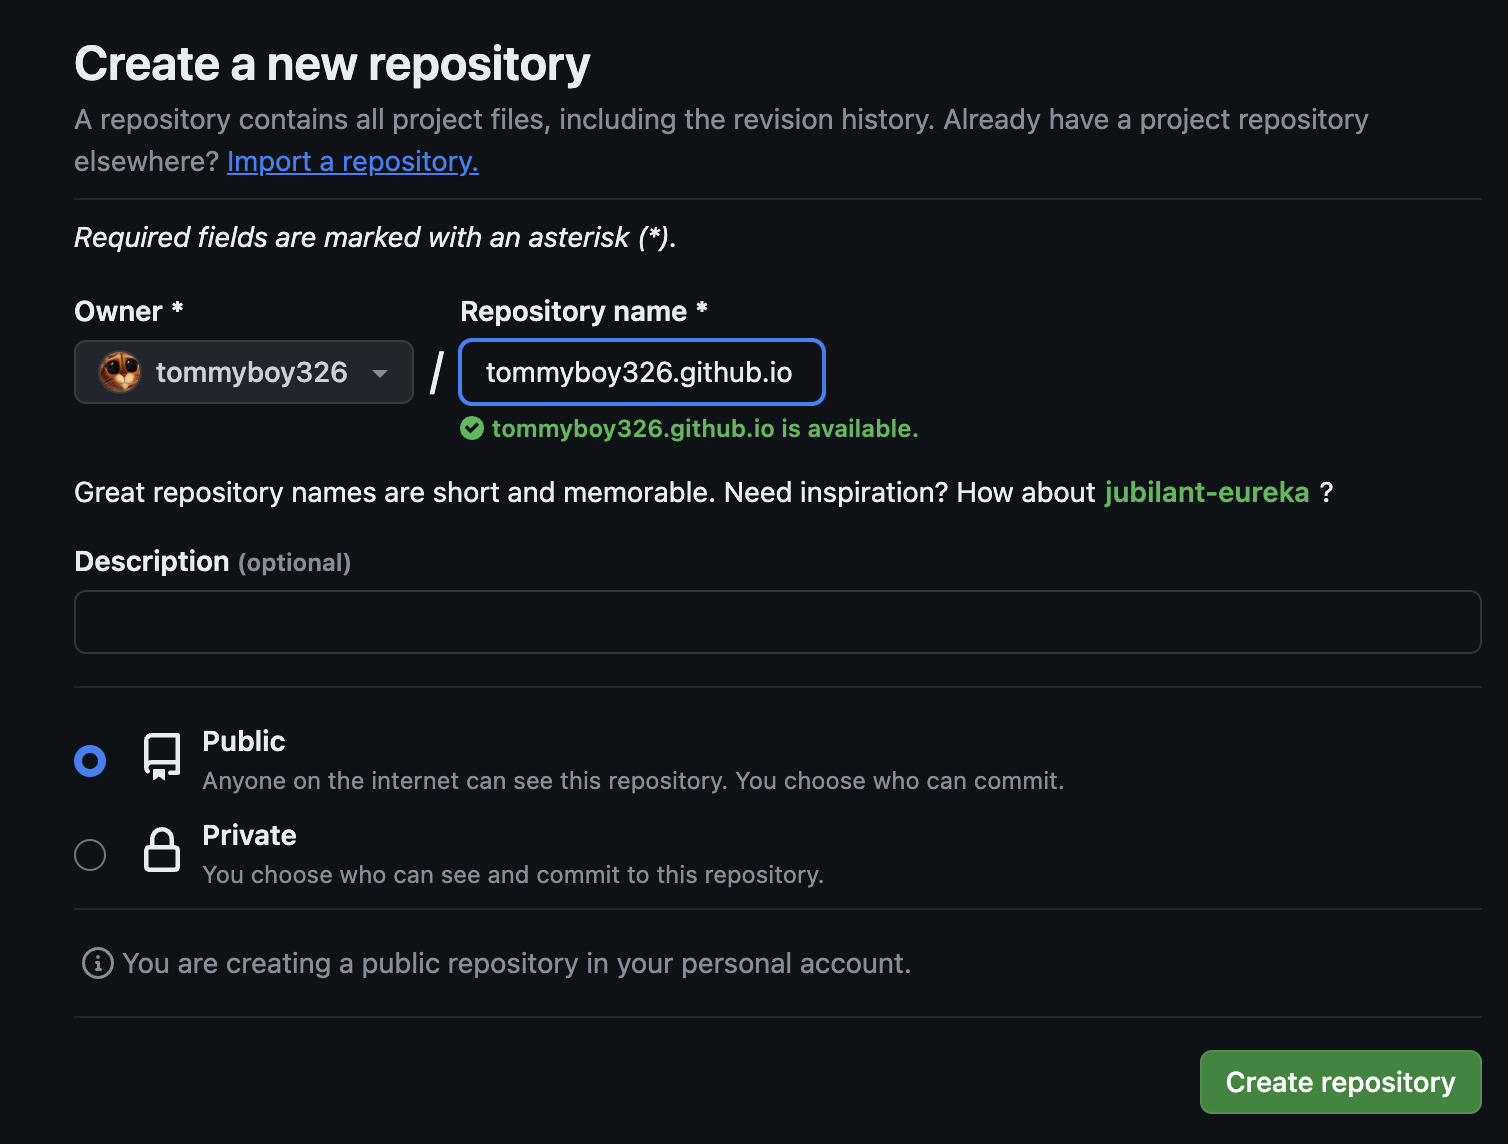 Create a new repository
A repository contains all project files, including the revision history. Already have a project repository
elsewhere? Import a repository.
Required fields are marked with an asterisk (*).
Owner * Repository name *
tommyboy326 / tommyboy326.github.io
tommyboy326.github.io is available.
Great repository names are short and memorable. Need inspiration? How about jubilant-eureka ?
Description (optional)
Public
Anyone on the internet can see this repository. You choose who can commit.
Private
You choose who can see and commit to this repository.
You are creating a public repository in your personal account.
Create repository